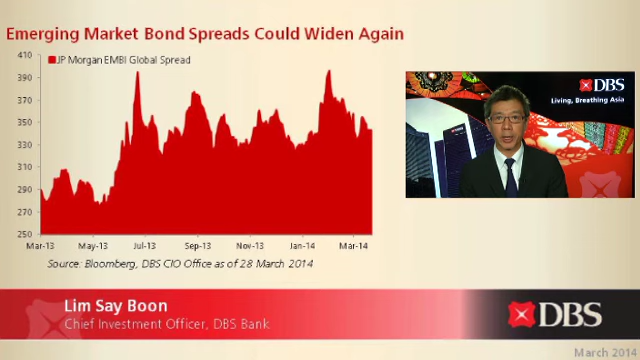 Emerging Market Bond Spreads Could Widen Again
410
390
370
350
330
310
290
270
250
JP Morgan EMBI Global Spread
Mar-13 May-13 Jul-13 Sep-13 Nov-13 Jan-14 Mar-14
Source: Bloomberg, DBS CIO Office as of 28 March 2014
DBS
Living, Breathing Asia
Lim Say Boon
Chief Investment Officer, DBS Bank
DBS
March 2014